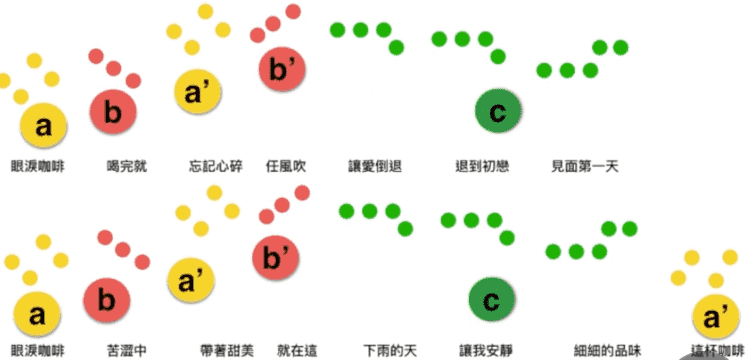 a b a’ b’ c
眼淚咖啡 喝完就 忘記心碎 任風吹 讓愛倒退 退到初戀 見面第一天
a b a’ b’ c a’
眼淚咖啡 苦澀中 帶著甜美 就在這 下雨的天 讓我安靜 細細的品味 這杯咖啡